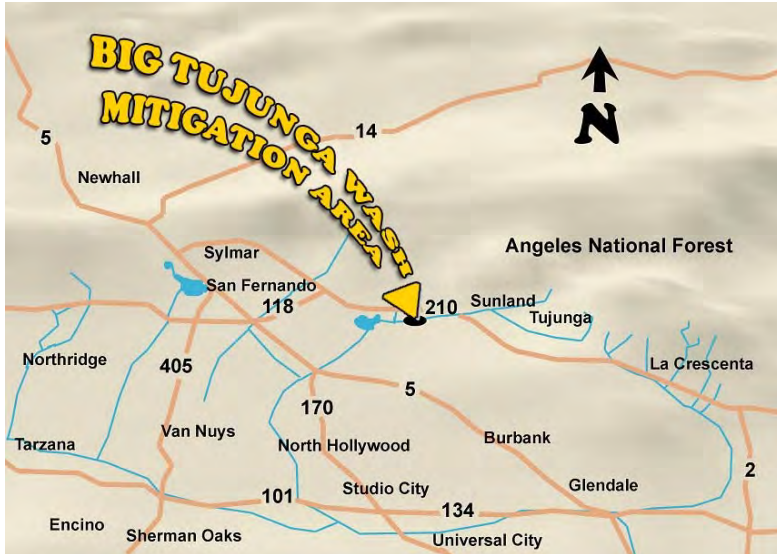 BIG TUJUNGA WASH
MITIGATION AREA
N
5
14
Newhall
Sylmar
Angeles National Forest
San Fernando
118
210
Sunland
Tujunga
Northridge
405
La Crescenta
5
170
Van Nuys
North Hollywood
Burbank
Tarzana
2
Studio City
Glendale
101
134
Encino
Sherman Oaks
Universal City